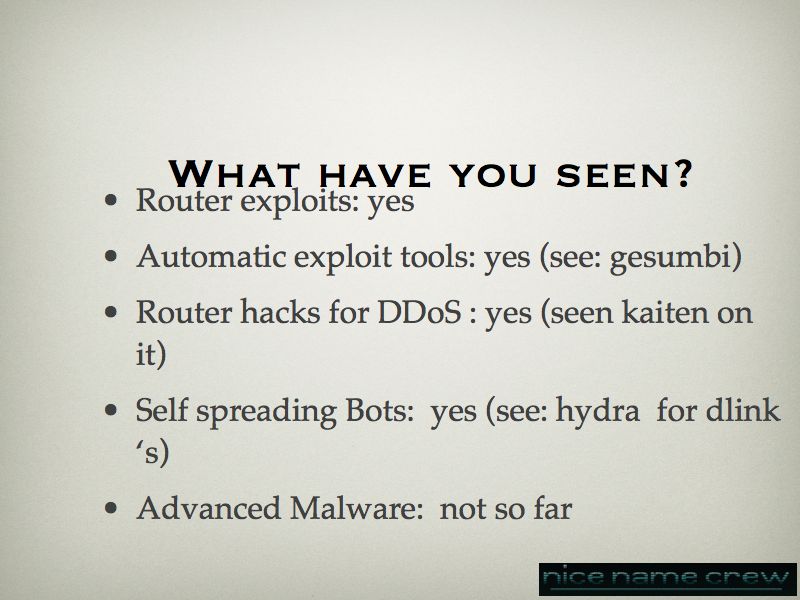 WHAT HAVE YOU SEEN?
• Router exploits: yes
• Automatic exploit tools: yes (see: gesumbi)
• Router hacks for DDoS : yes (seen kaiten on
it)
• Self spreading Bots:  yes (see: hydra  for dlink
‘s)
• Advanced Malware:  not so far
nice name crew